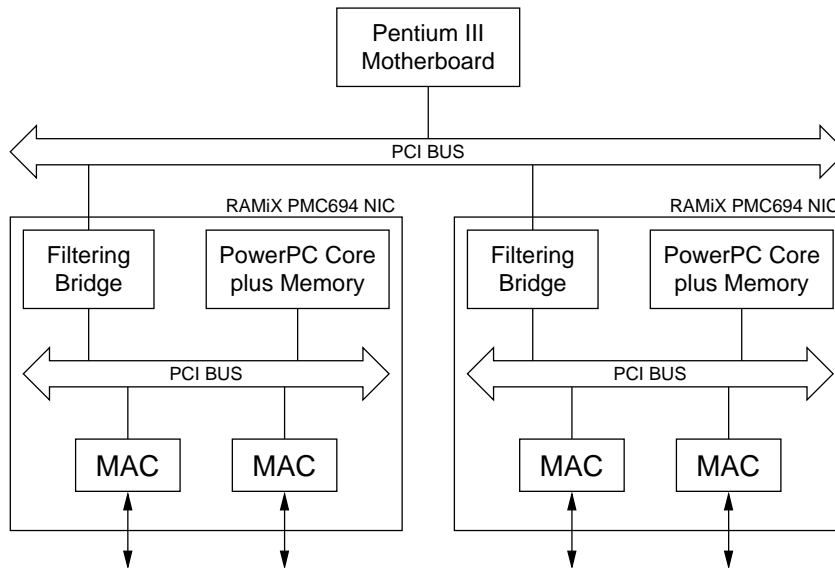 Pentium III
Motherboard
PCI BUS
RAMiX PMC694 NIC
RAMiX PMC694 NIC
Filtering
Bridge
PowerPC Core
plus Memory
Filtering
Bridge
PowerPC Core
plus Memory
PCI BUS
PCI BUS
MAC
MAC
MAC
MAC